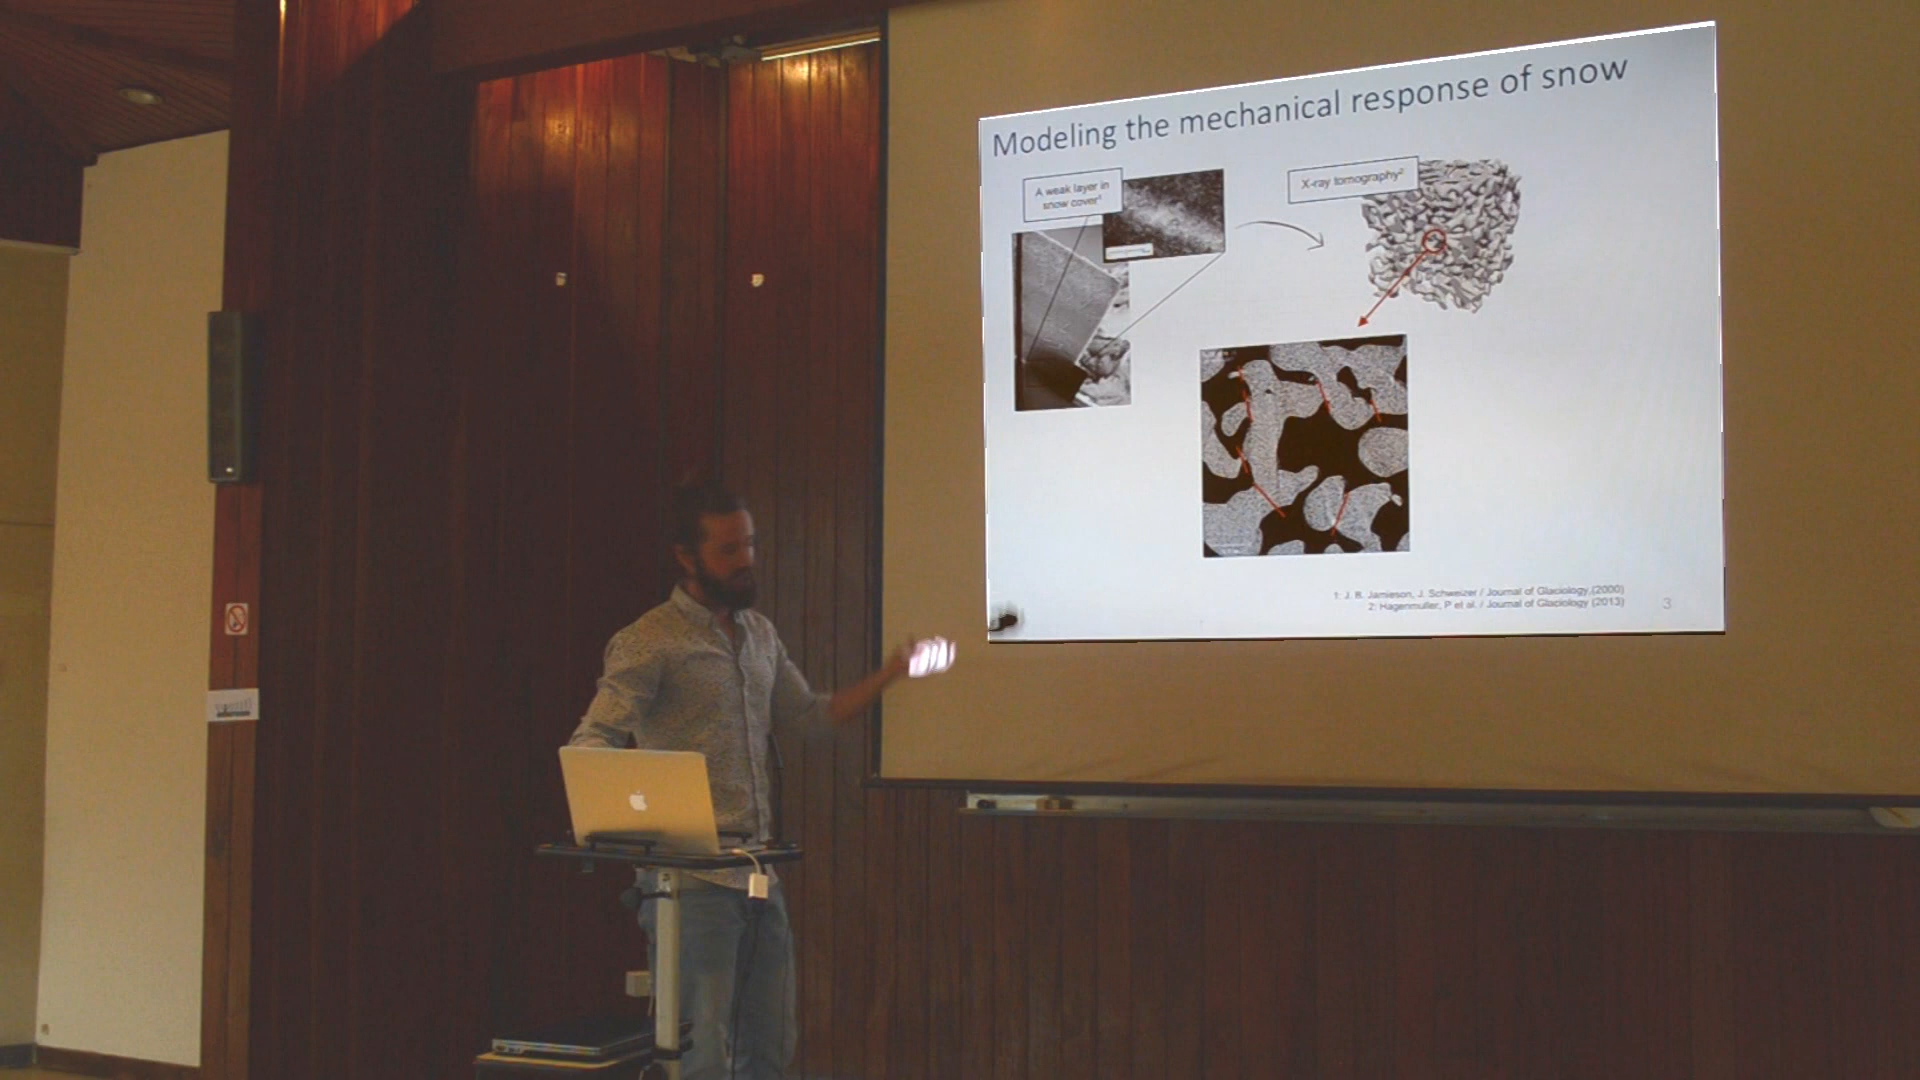 Modeling the mechanical response of snow
A weak layer in
snow cover¹
X-ray tomography²
1: J. B. Jamieson, J. Schweizer / Journal of Glaciology (2000)
2: Hagenmuller, P et al. / Journal of Glaciology (2013)
3